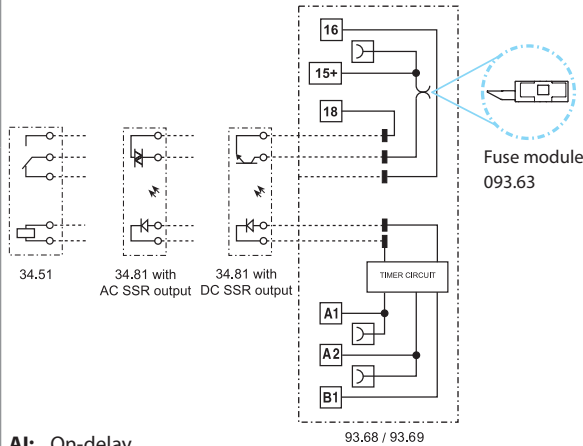 16
15+
18
Fuse module
093.63
34.51
34.81 with
AC SSR output
34.81 with
DC SSR output
TIMER CIRCUIT
A1
A2
B1
93.68 / 93.69
AI: On-delay